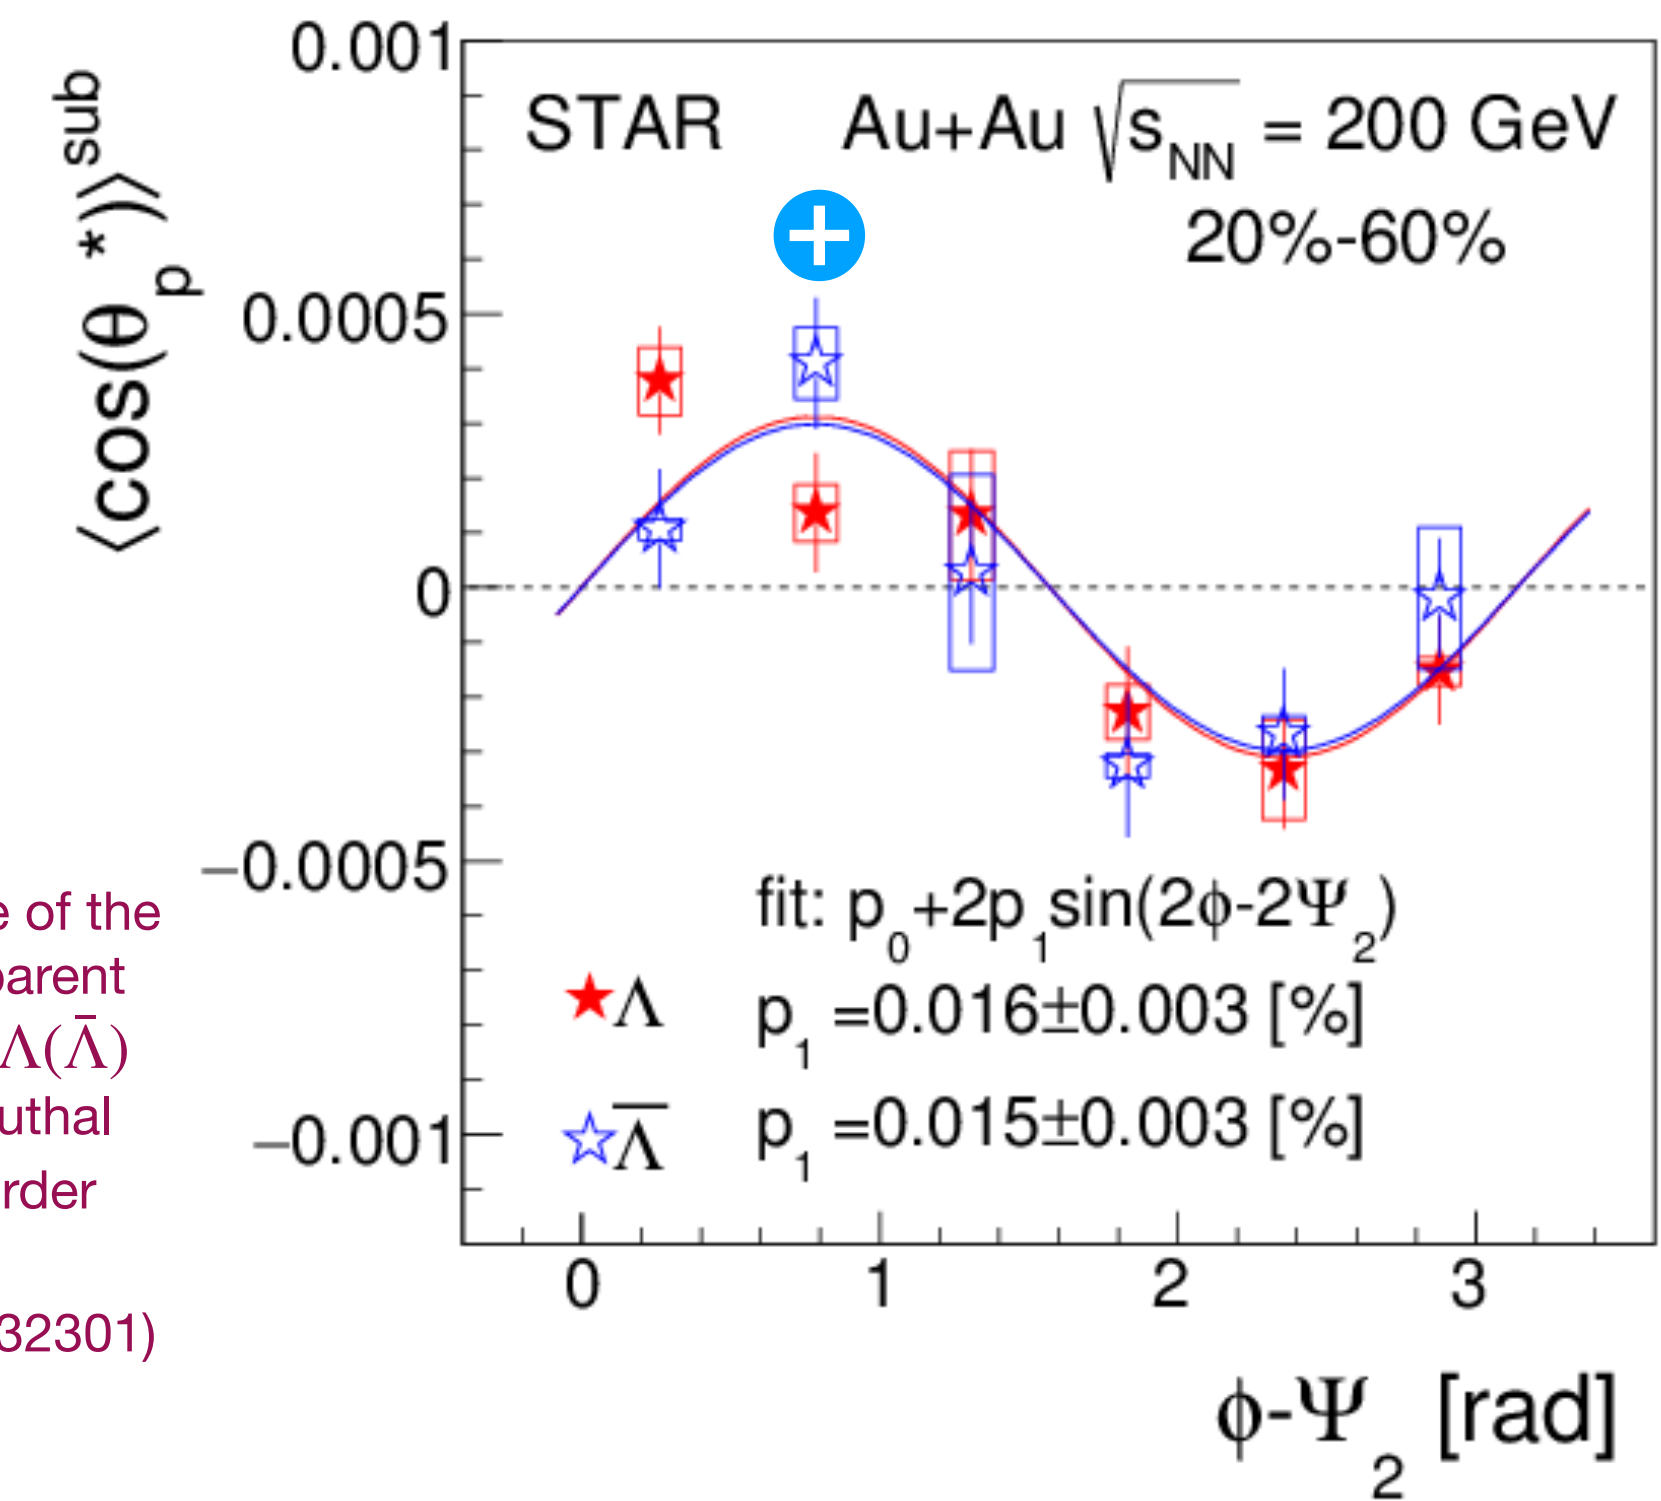 0.001
⟨cos(θp*)⟩sub
STAR Au+Au √sNN = 200 GeV
20%-60%
0.0005
0
−0.0005
fit: p0+2p1sin(2ϕ-2Ψ2)
Λ p1 =0.016±0.003 [%]
−0.001
Λ̅ p1 =0.015±0.003 [%]
0 1 2 3
ϕ-Ψ2 [rad]
of the
parent
Λ(Λ̄)
32301)